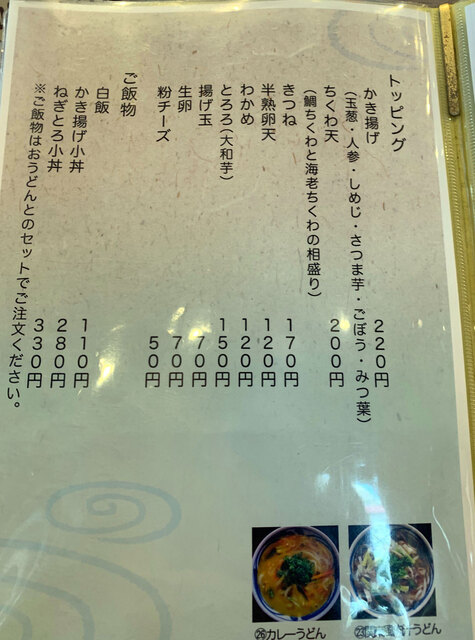 トッピング
かき揚げ 220円
(玉葱・人参・しめじ・さつま芋・ごぼう・みつ葉)
ちくわ天 200円
(鯛ちくわと海老ちくわの相盛り)
きつね 170円
半熟卵天 120円
わかめ 120円
とろろ(大和芋) 150円
揚げ玉 70円
生卵 70円
粉チーズ 50円
ご飯物
白飯 110円
かき揚げ小丼 280円
ねぎとろ小丼 330円
※ご飯物はおうどんとのセットでご注文ください。
㉖カレーうどん
㉓ うどん